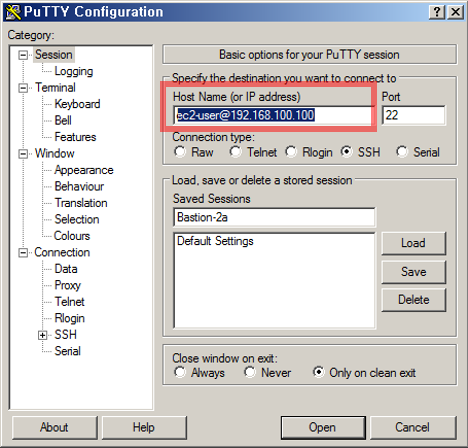 PuTTY Configuration
Category:
Session
Logging
Terminal
Keyboard
Bell
Features
Window
Appearance
Behaviour
Translation
Selection
Colours
Connection
Data
Proxy
Telnet
Rlogin
SSH
Serial
Basic options for your PuTTY session
Specify the destination you want to connect to
Host Name (or IP address) Port
ec2-user@192.168.100.100 22
Connection type:
Raw Telnet Rlogin SSH Serial
Load, save or delete a stored session
Saved Sessions
Bastion-2a
Default Settings
Load
Save
Delete
Close window on exit:
Always Never Only on clean exit
About Help Open Cancel